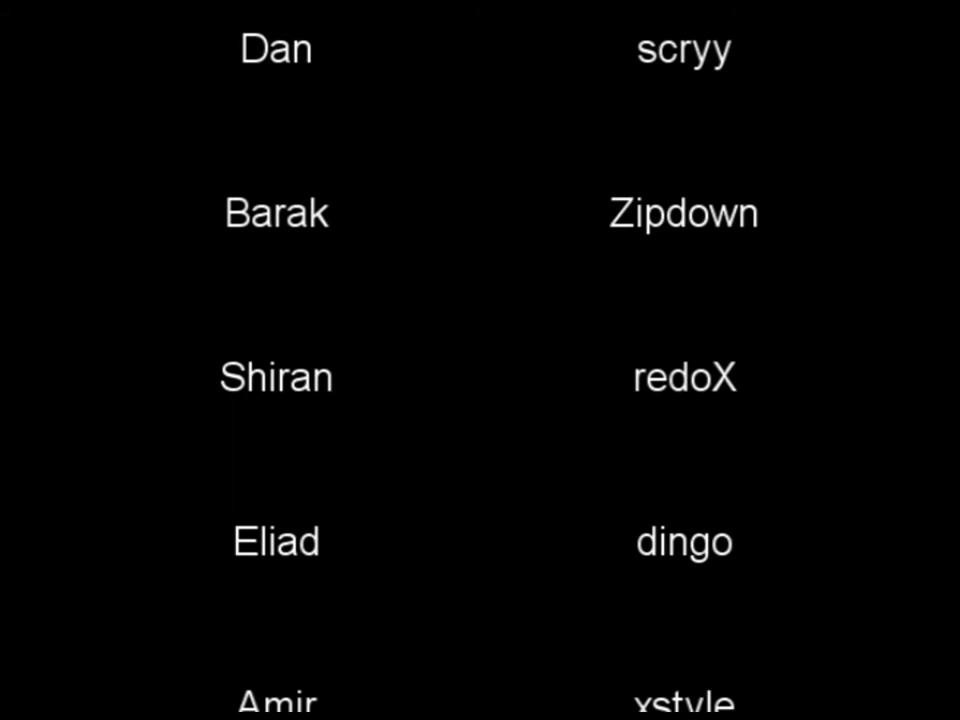 Dan scryy
Barak Zipdown
Shiran redoX
Eliad dingo
Amir xstyle